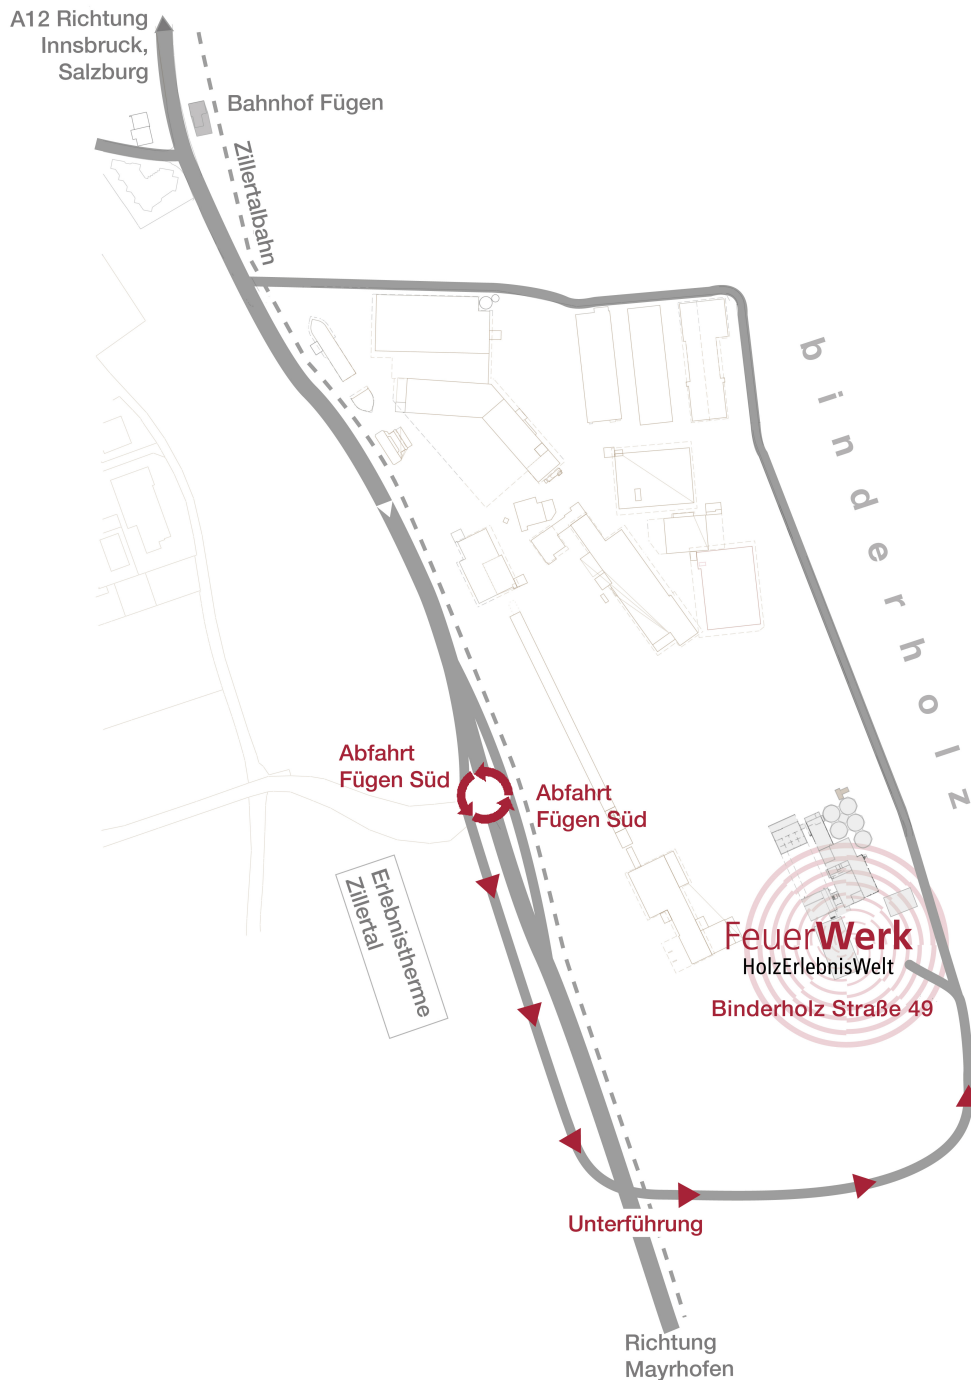 A12 Richtung
Innsbruck,
Salzburg
Bahnhof Fügen
Zillertalbahn
binderholz
Abfahrt
Fügen Süd
Abfahrt
Fügen Süd
Erlebnistherme
Zillertal
FeuerWerk
HolzErlebnisWelt
Binderholz Straße 49
Unterführung
Richtung
Mayrhofen